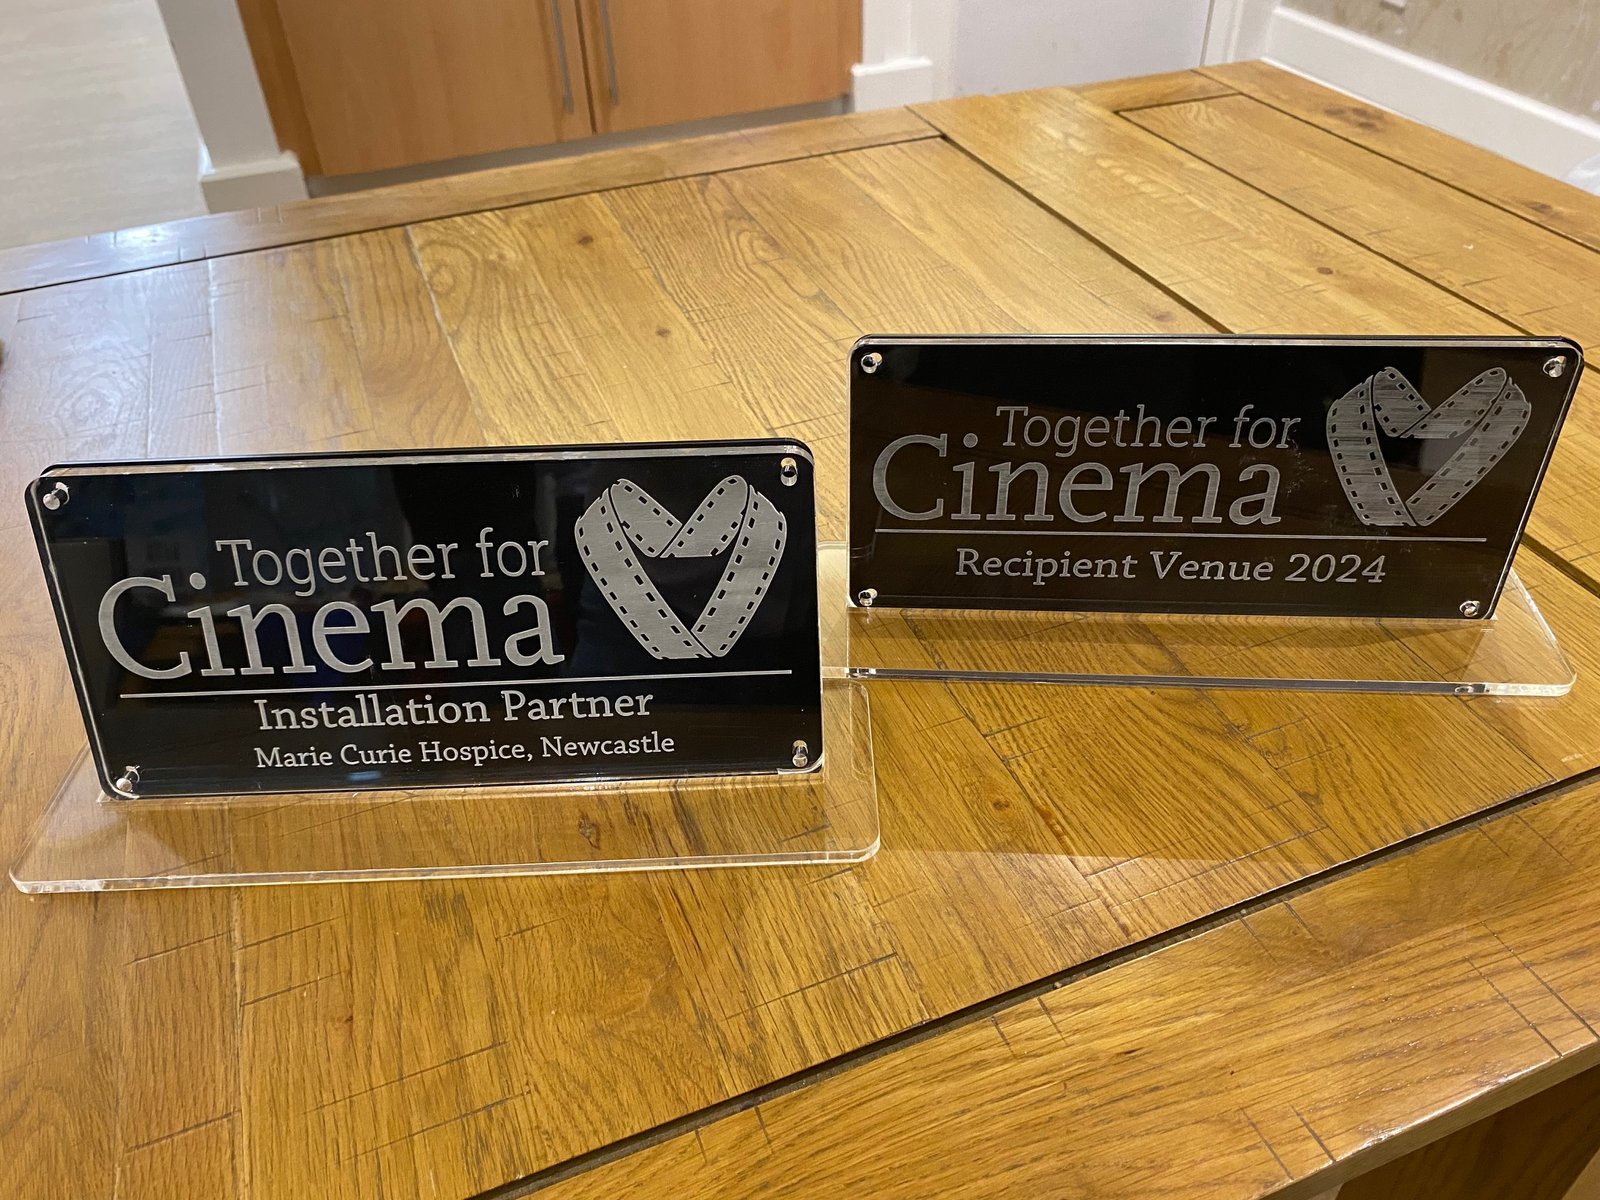 Together for
Cinema
Installation Partner
Marie Curie Hospice, Newcastle
Together for
Cinema
Recipient Venue 2024